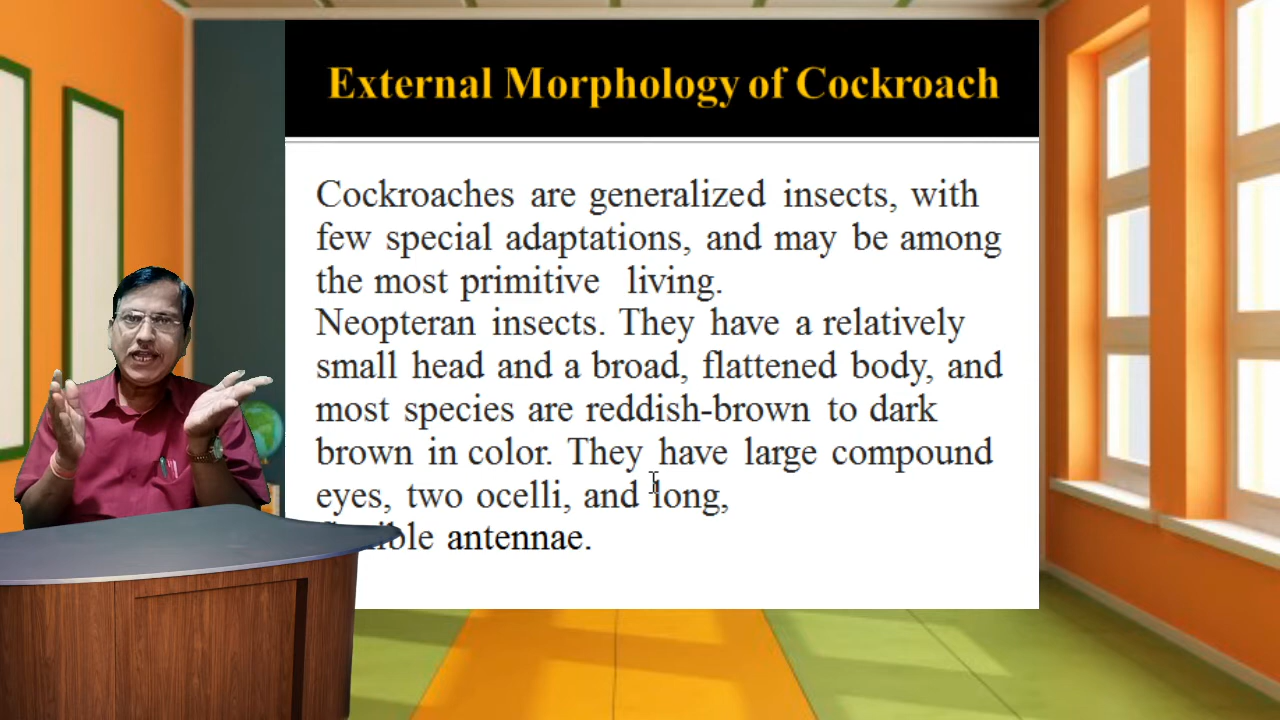 External Morphology of Cockroach
Cockroaches are generalized insects, with
few special adaptations, and may be among
the most primitive living.
Neopteran insects. They have a relatively
small head and a broad, flattened body, and
most species are reddish-brown to dark
brown in color. They have large compound
eyes, two ocelli, and long,
antennae.